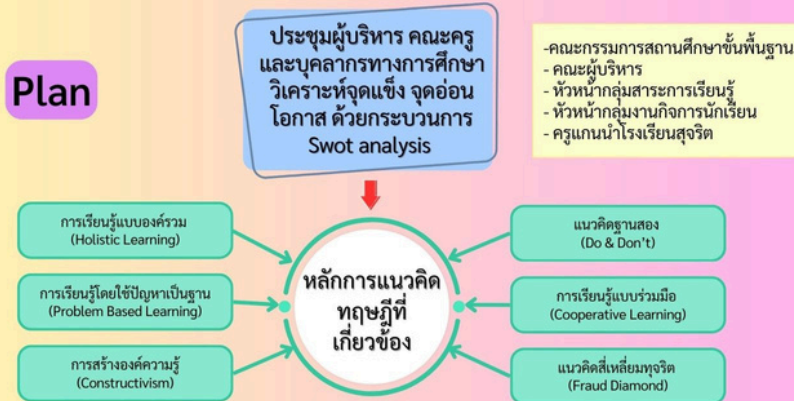 Plan
ประชุมผู้บริหาร คณะครู
และบุคลากรทางการศึกษา
วิเคราะห์จุดแข็ง จุดอ่อน
โอกาส ด้วยกระบวนการ
Swot analysis
-คณะกรรมการสถานศึกษาขั้นพื้นฐาน
- คณะผู้บริหาร
- หัวหน้ากลุ่มสาระการเรียนรู้
- หัวหน้ากลุ่มงานกิจการนักเรียน
- ครูแกนนำโรงเรียนสุจริต
การเรียนรู้แบบองค์รวม
(Holistic Learning)
การเรียนรู้โดยใช้ปัญหาเป็นฐาน
(Problem Based Learning)
การสร้างองค์ความรู้
(Constructivism)
หลักการแนวคิด
ทฤษฎีที่
เกี่ยวข้อง
แนวคิดฐานสอง
(Do & Don't)
การเรียนรู้แบบร่วมมือ
(Cooperative Learning)
แนวคิดสี่เหลี่ยมทุจริต
(Fraud Diamond)